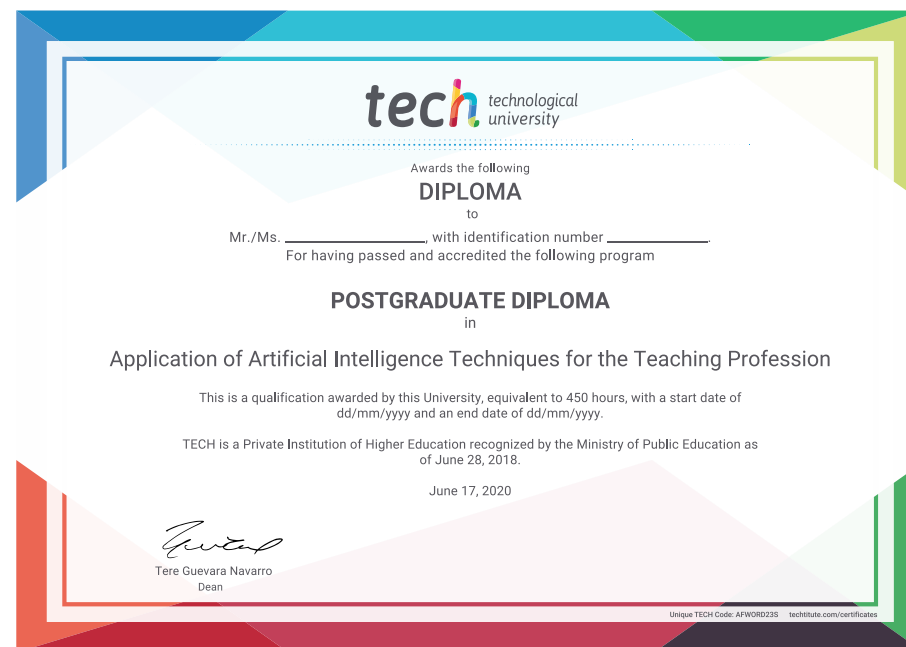 tech technological
university
Awards the following
DIPLOMA
to
Mr./Ms. ____________________, with identification number ______________.
For having passed and accredited the following program
POSTGRADUATE DIPLOMA
in
Application of Artificial Intelligence Techniques for the Teaching Profession
This is a qualification awarded by this University, equivalent to 450 hours, with a start date of
dd/mm/yyyy and an end date of dd/mm/yyyy.
TECH is a Private Institution of Higher Education recognized by the Ministry of Public Education as
of June 28, 2018.
June 17, 2020
Tere Guevara Navarro
Dean
Unique TECH Code: AFWORD23S techtitute.com/certificates